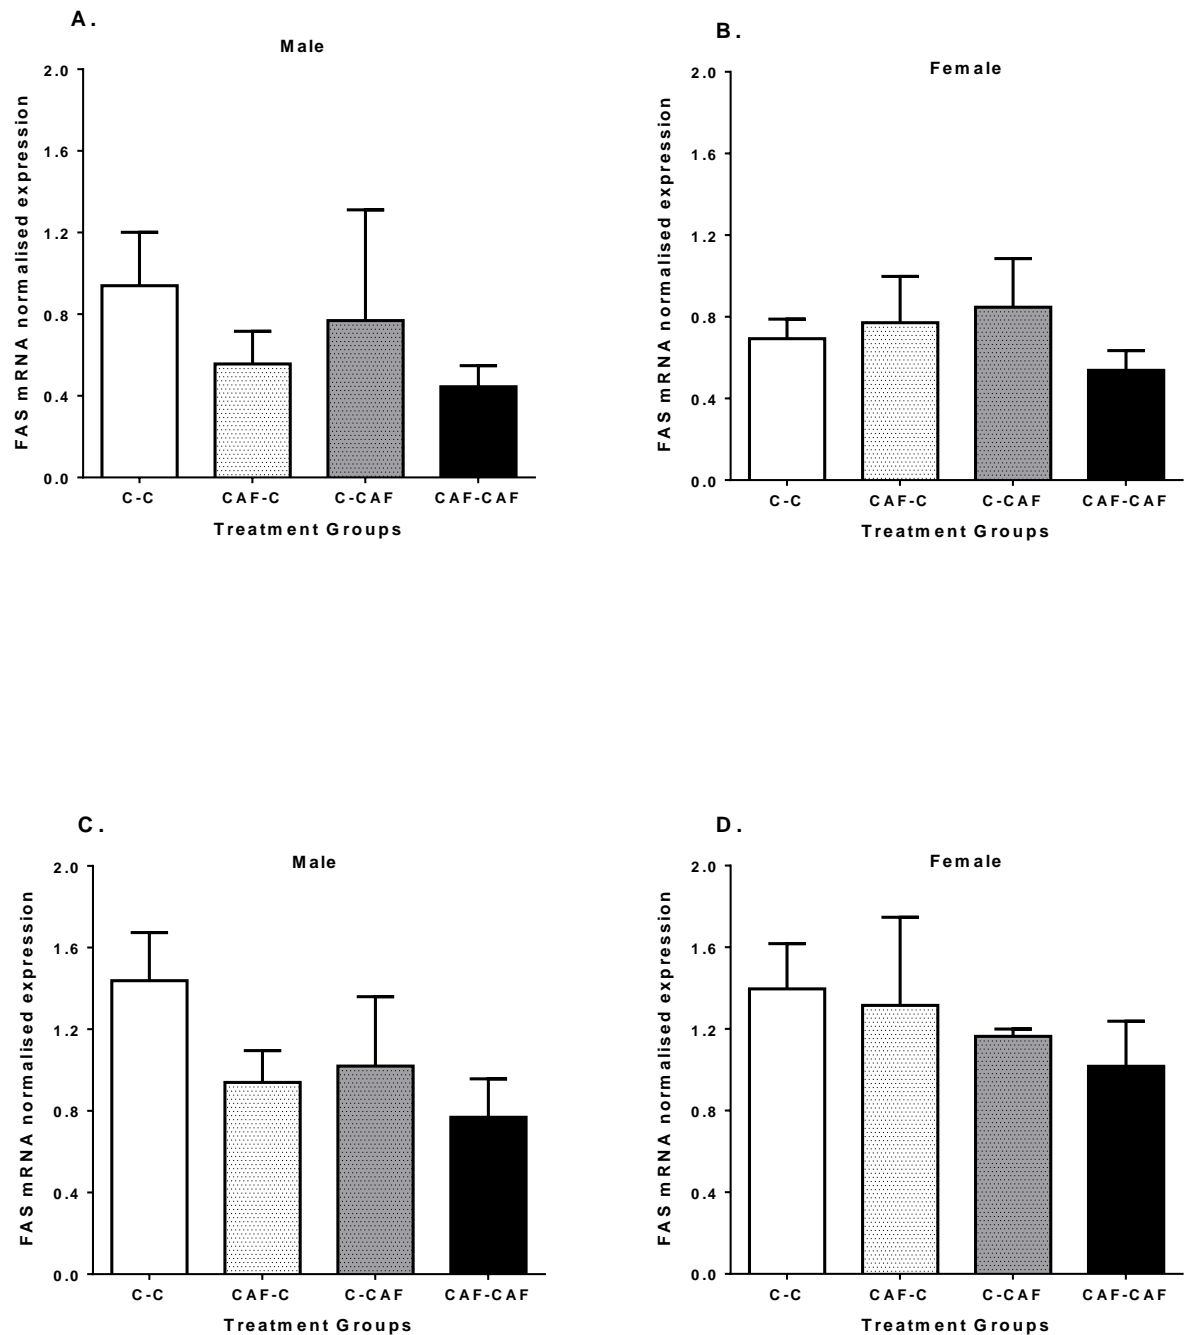 A.
Male
FAS mRNA normalised expression
2.0
1.6
1.2
0.8
0.4
0.0
C-C CAF-C C-CAF CAF-CAF
Treatment Groups
B.
Female
FAS mRNA normalised expression
2.0
1.6
1.2
0.8
0.4
0.0
C-C CAF-C C-CAF CAF-CAF
Treatment Groups
C.
Male
FAS mRNA normalised expression
2.0
1.6
1.2
0.8
0.4
0.0
C-C CAF-C C-CAF CAF-CAF
Treatment Groups
D.
Female
FAS mRNA normalised expression
2.0
1.6
1.2
0.8
0.4
0.0
C-C CAF-C C-CAF CAF-CAF
Treatment Groups